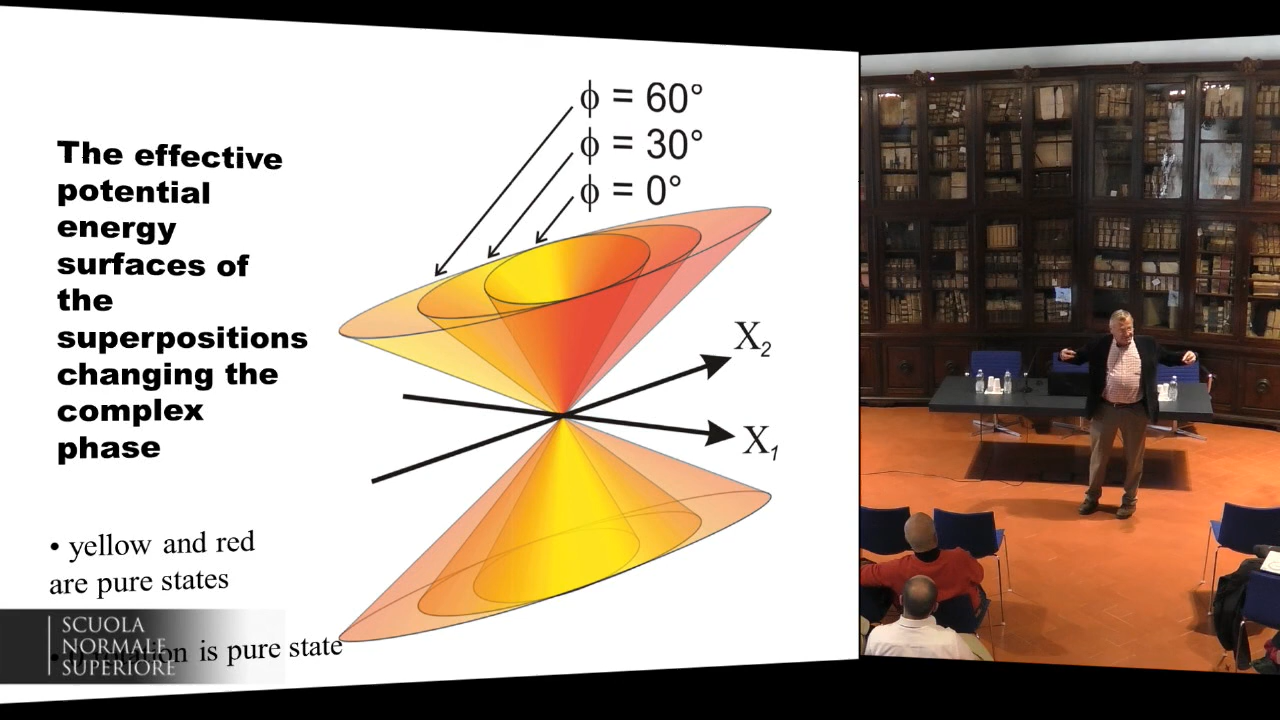 ϕ = 60°
ϕ = 30°
ϕ = 0°
The effective
potential
energy
surfaces of
the
superpositions
changing the
complex
phase
X2
X1
• yellow and red
are pure states
is pure state
SCUOLA
NORMALE
SUPERIORE